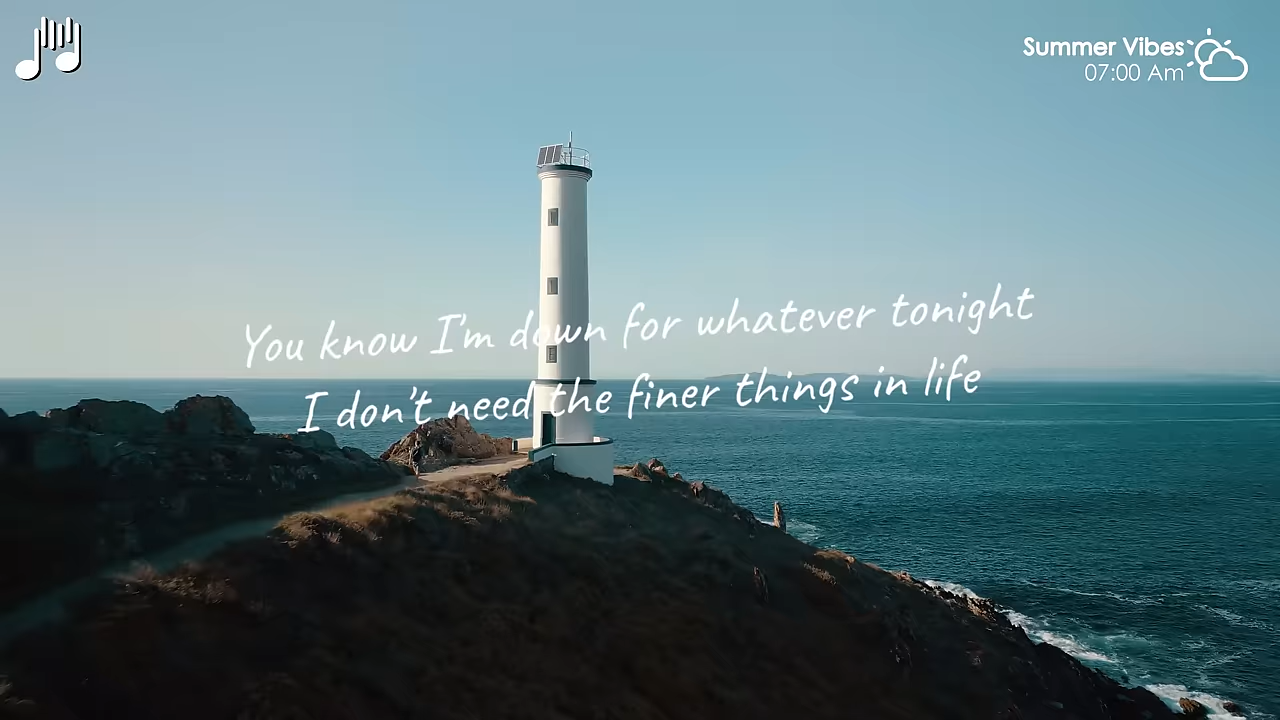 Summer Vibes
07:00 Am
You know I'm down for whatever tonight
I don't need the finer things in life